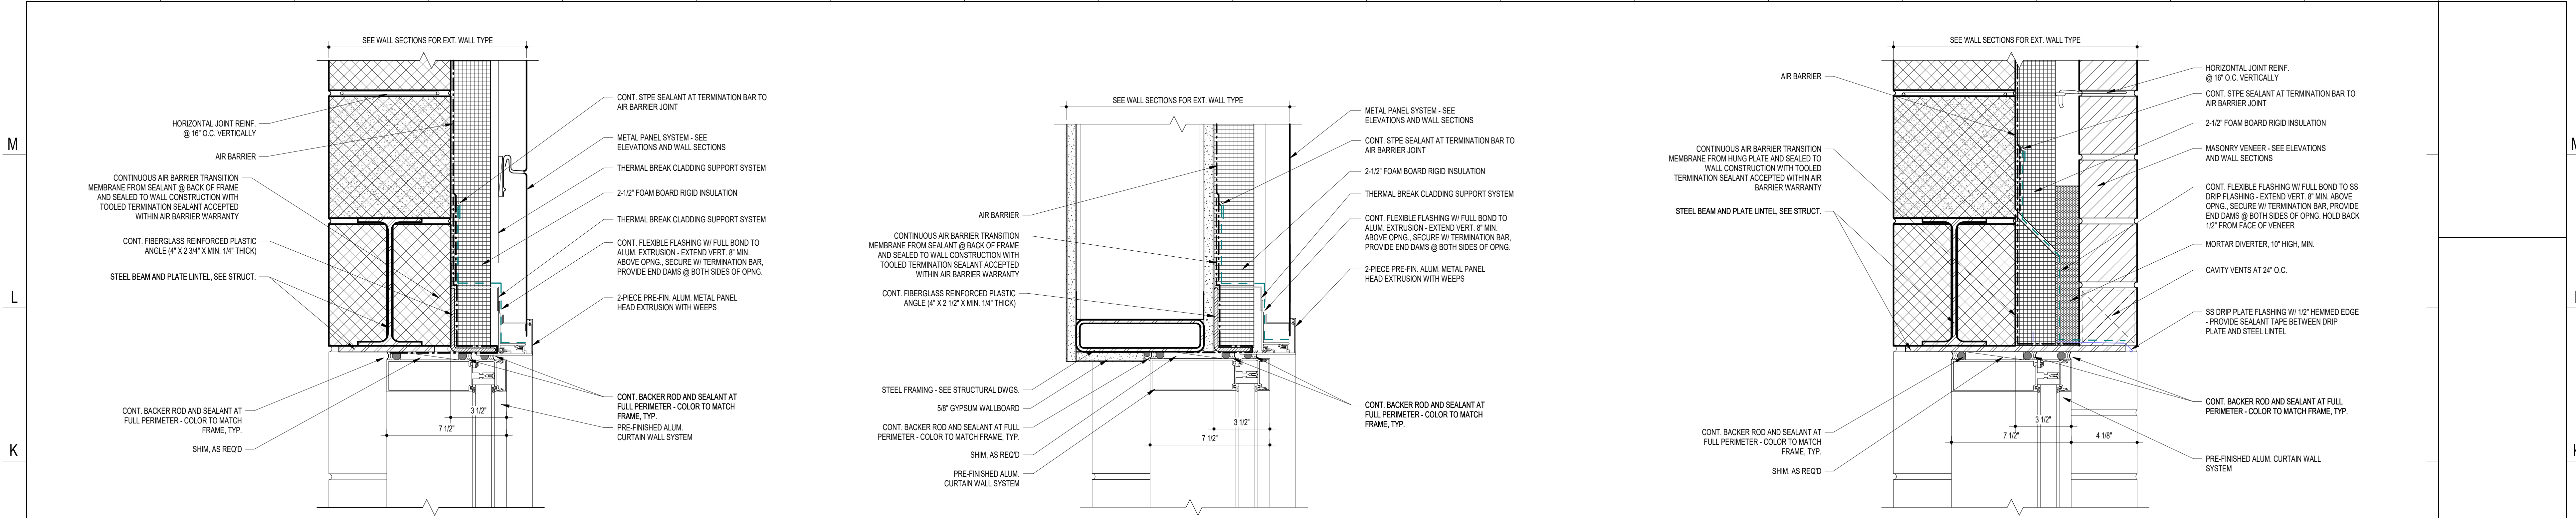 SEE WALL SECTIONS FOR EXT. WALL TYPE
HORIZONTAL JOINT REINF.
@ 16" O.C. VERTICALLY
AIR BARRIER
CONTINUOUS AIR BARRIER TRANSITION
MEMBRANE FROM SEALANT @ BACK OF FRAME
AND SEALED TO WALL CONSTRUCTION WITH
TOOLED TERMINATION SEALANT ACCEPTED
WITHIN AIR BARRIER WARRANTY
CONT. FIBERGLASS REINFORCED PLASTIC
ANGLE (4" X 2 3/4" X MIN. 1/4" THICK)
STEEL BEAM AND PLATE LINTEL, SEE STRUCT.
CONT. BACKER ROD AND SEALANT AT
FULL PERIMETER - COLOR TO MATCH
FRAME, TYP.
SHIM, AS REQ'D
3 1/2"
7 1/2"
CONT. STPE SEALANT AT TERMINATION BAR TO
AIR BARRIER JOINT
METAL PANEL SYSTEM - SEE
ELEVATIONS AND WALL SECTIONS
THERMAL BREAK CLADDING SUPPORT SYSTEM
2-1/2" FOAM BOARD RIGID INSULATION
THERMAL BREAK CLADDING SUPPORT SYSTEM
CONT. FLEXIBLE FLASHING W/ FULL BOND TO
ALUM. EXTRUSION - EXTEND VERT. 8" MIN.
ABOVE OPNG., SECURE W/ TERMINATION BAR,
PROVIDE END DAMS @ BOTH SIDES OF OPNG.
2-PIECE PRE-FIN. ALUM. METAL PANEL
HEAD EXTRUSION WITH WEEPS
CONT. BACKER ROD AND SEALANT AT
FULL PERIMETER - COLOR TO MATCH
FRAME, TYP.
PRE-FINISHED ALUM.
CURTAIN WALL SYSTEM
SEE WALL SECTIONS FOR EXT. WALL TYPE
AIR BARRIER
CONTINUOUS AIR BARRIER TRANSITION
MEMBRANE FROM SEALANT @ BACK OF FRAME
AND SEALED TO WALL CONSTRUCTION WITH
TOOLED TERMINATION SEALANT ACCEPTED
WITHIN AIR BARRIER WARRANTY
CONT. FIBERGLASS REINFORCED PLASTIC
ANGLE (4" X 2 1/2" X MIN. 1/4" THICK)
STEEL FRAMING - SEE STRUCTURAL DWGS.
5/8" GYPSUM WALLBOARD
CONT. BACKER ROD AND SEALANT AT FULL
PERIMETER - COLOR TO MATCH FRAME, TYP.
SHIM, AS REQ'D
PRE-FINISHED ALUM.
CURTAIN WALL SYSTEM
3 1/2"
7 1/2"
METAL PANEL SYSTEM - SEE
ELEVATIONS AND WALL SECTIONS
CONT. STPE SEALANT AT TERMINATION BAR TO
AIR BARRIER JOINT
2-1/2" FOAM BOARD RIGID INSULATION
THERMAL BREAK CLADDING SUPPORT SYSTEM
CONT. FLEXIBLE FLASHING W/ FULL BOND TO
ALUM. EXTRUSION - EXTEND VERT. 8" MIN.
ABOVE OPNG., SECURE W/ TERMINATION BAR,
PROVIDE END DAMS @ BOTH SIDES OF OPNG.
2-PIECE PRE-FIN. ALUM. METAL PANEL
HEAD EXTRUSION WITH WEEPS
CONT. BACKER ROD AND SEALANT AT
FULL PERIMETER - COLOR TO MATCH
FRAME, TYP.
SEE WALL SECTIONS FOR EXT. WALL TYPE
AIR BARRIER
CONTINUOUS AIR BARRIER TRANSITION
MEMBRANE FROM HUNG PLATE AND SEALED TO
WALL CONSTRUCTION WITH TOOLED
TERMINATION SEALANT ACCEPTED WITHIN AIR
BARRIER WARRANTY
STEEL BEAM AND PLATE LINTEL, SEE STRUCT.
CONT. BACKER ROD AND SEALANT AT
FULL PERIMETER - COLOR TO MATCH
FRAME, TYP.
SHIM, AS REQ'D
3 1/2"
7 1/2"
4 1/8"
HORIZONTAL JOINT REINF.
@ 16" O.C. VERTICALLY
CONT. STPE SEALANT AT TERMINATION BAR TO
AIR BARRIER JOINT
2-1/2" FOAM BOARD RIGID INSULATION
MASONRY VENEER - SEE ELEVATIONS
AND WALL SECTIONS
CONT. FLEXIBLE FLASHING W/ FULL BOND TO SS
DRIP FLASHING - EXTEND VERT. 8" MIN. ABOVE
OPNG., SECURE W/ TERMINATION BAR, PROVIDE
END DAMS @ BOTH SIDES OF OPNG. HOLD BACK
1/2" FROM FACE OF VENEER
MORTAR DIVERTER, 10" HIGH, MIN.
CAVITY VENTS AT 24" O.C.
SS DRIP PLATE FLASHING W/ 1/2" HEMMED EDGE
- PROVIDE SEALANT TAPE BETWEEN DRIP
PLATE AND STEEL LINTEL
CONT. BACKER ROD AND SEALANT AT FULL
PERIMETER - COLOR TO MATCH FRAME, TYP.
PRE-FINISHED ALUM. CURTAIN WALL
SYSTEM
M
L
K